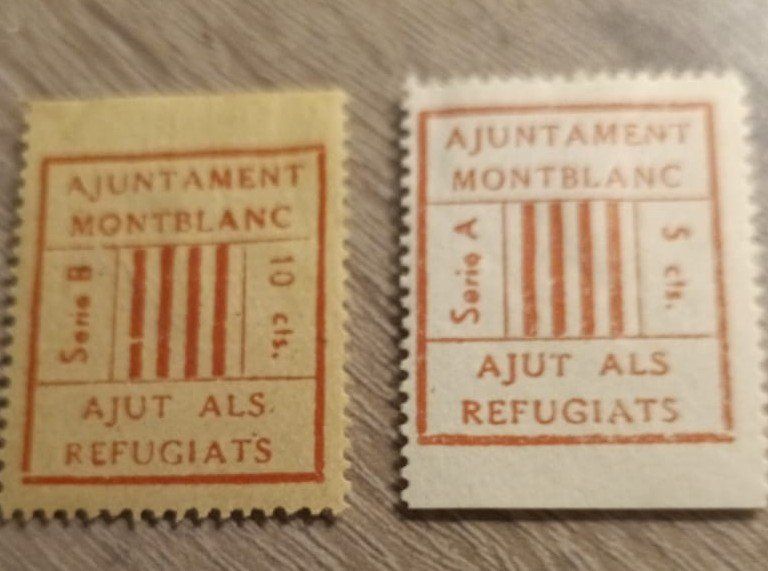 AJUNTAMENT
MONTBLANC
Serie B
10 cts.
AJUT ALS
REFUGIATS
AJUNTAMENT
MONTBLANC
Serie A
5 cts.
AJUT ALS
REFUGIATS